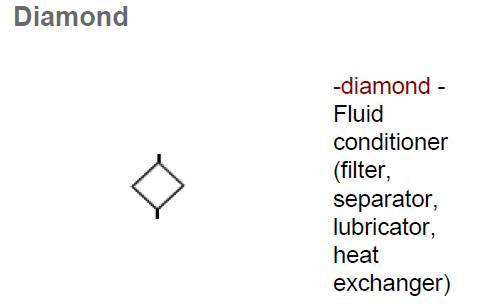 Diamond
-diamond -
Fluid
conditioner
(filter,
separator,
lubricator,
heat
exchanger)